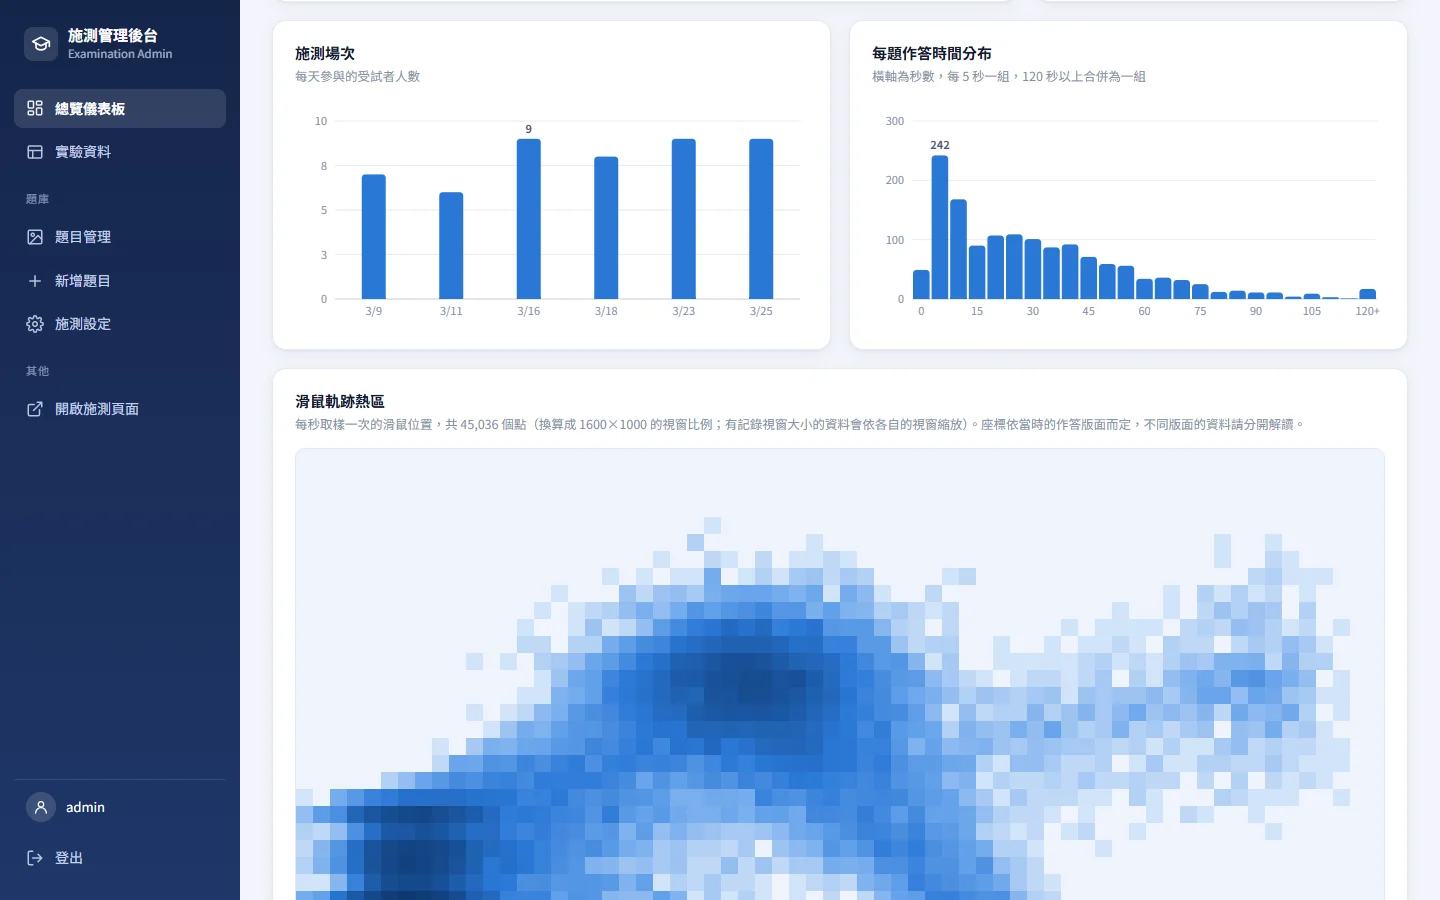 施測管理後台
Examination Admin
總覽儀表板
實驗資料
題庫
題目管理
新增題目
施測設定
其他
開啟施測頁面
admin
登出
施測場次
每天參與的受試者人數
10
8
5
3
0
9
3/9
3/11
3/16
3/18
3/23
3/25
每題作答時間分布
橫軸為秒數，每 5 秒一組，120 秒以上合併為一組
300
200
100
0
242
0
15
30
45
60
75
90
105
120+
滑鼠軌跡熱區
每秒取樣一次的滑鼠位置，共 45,036 個點（換算成 1600×1000 的視窗比例；有記錄視窗大小的資料會依各自的視窗縮放）。座標依當時的作答版面而定，不同版面的資料請分開解讀。